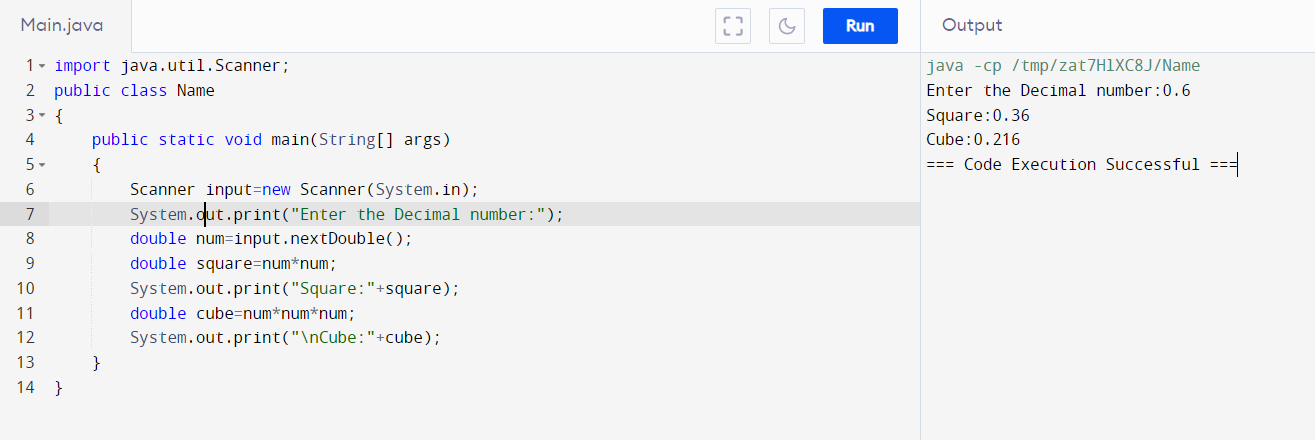 Main.java
Run
Output
1 import java.util.Scanner;
2 public class Name
3 {
4 public static void main(String[] args)
5 {
6 Scanner input=new Scanner(System.in);
7 System.out.print("Enter the Decimal number:");
8 double num=input.nextDouble();
9 double square=num*num;
10 System.out.print("Square:"+square);
11 double cube=num*num*num;
12 System.out.print("\nCube:"+cube);
13 }
14 }
java -cp /tmp/zat7HlXC8J/Name
Enter the Decimal number:0.6
Square:0.36
Cube:0.216
=== Code Execution Successful ===